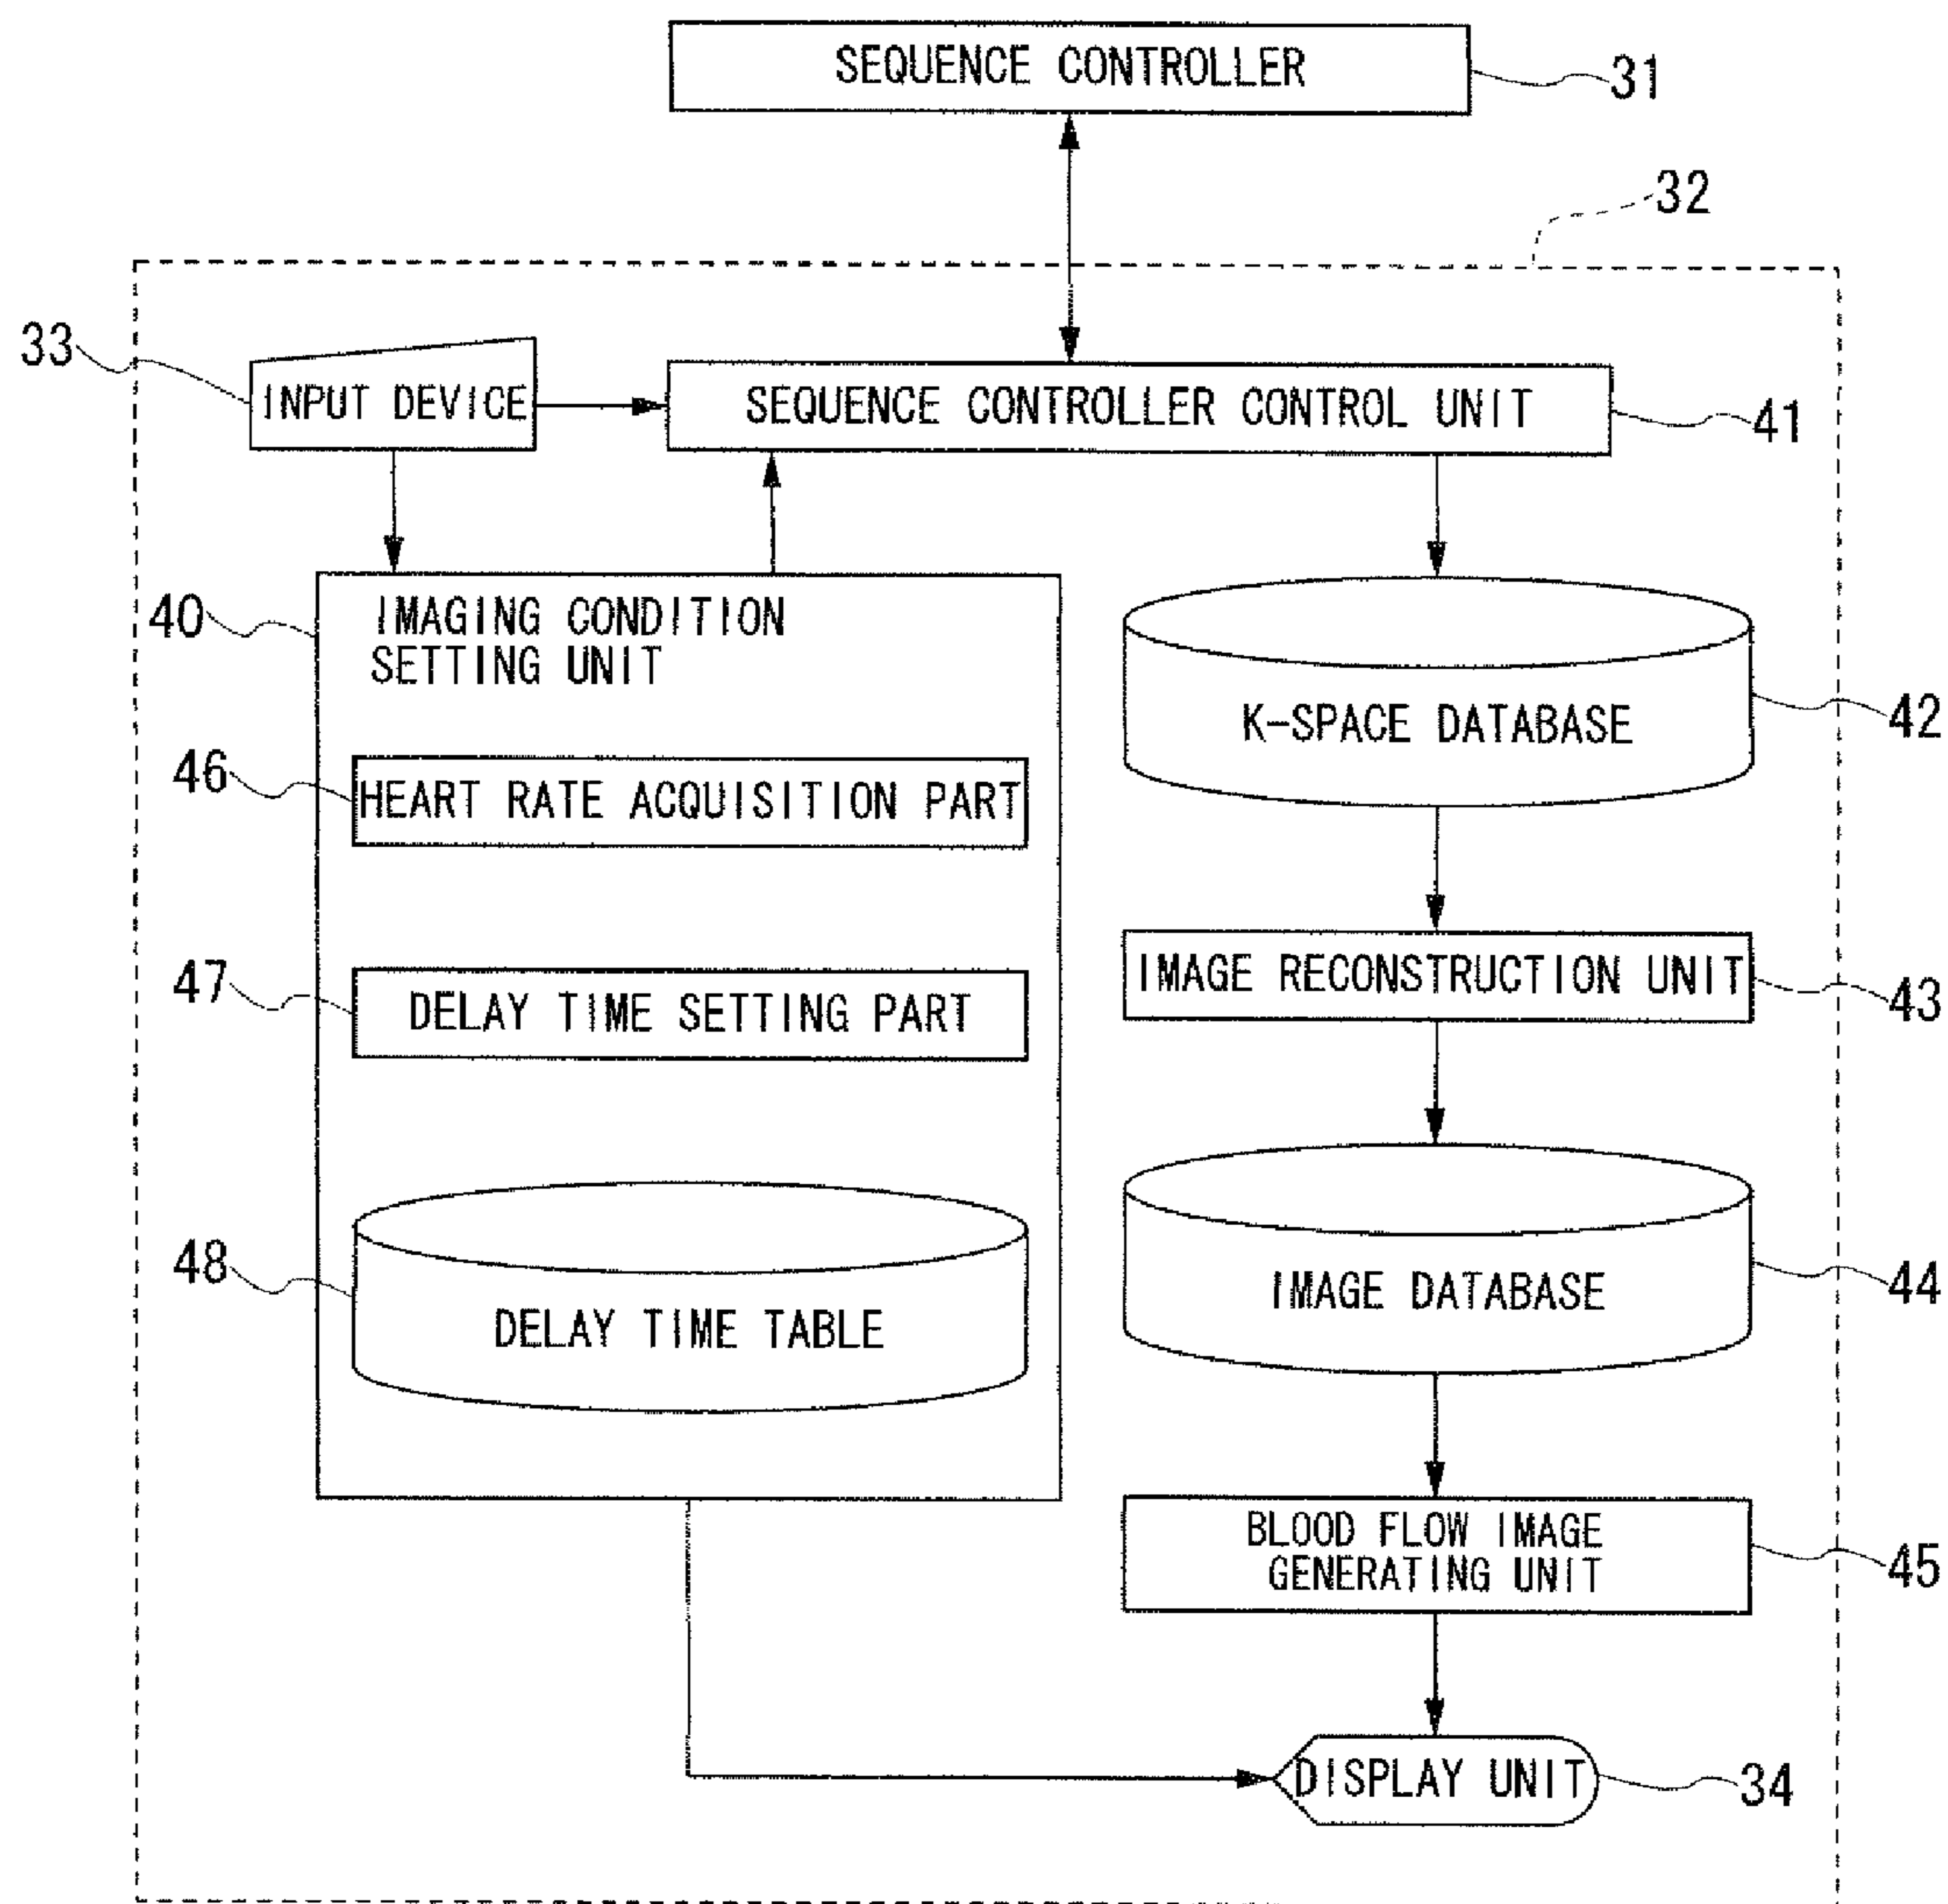 SEQUENCE CONTROLLER
31
32
33
INPUT DEVICE
SEQUENCE CONTROLLER CONTROL UNIT
41
40
IMAGING CONDITION
SETTING UNIT
K-SPACE DATABASE
42
46
HEART RATE ACQUISITION PART
47
DELAY TIME SETTING PART
IMAGE RECONSTRUCTION UNIT
43
48
DELAY TIME TABLE
IMAGE DATABASE
44
BLOOD FLOW IMAGE
GENERATING UNIT
45
DISPLAY UNIT
34